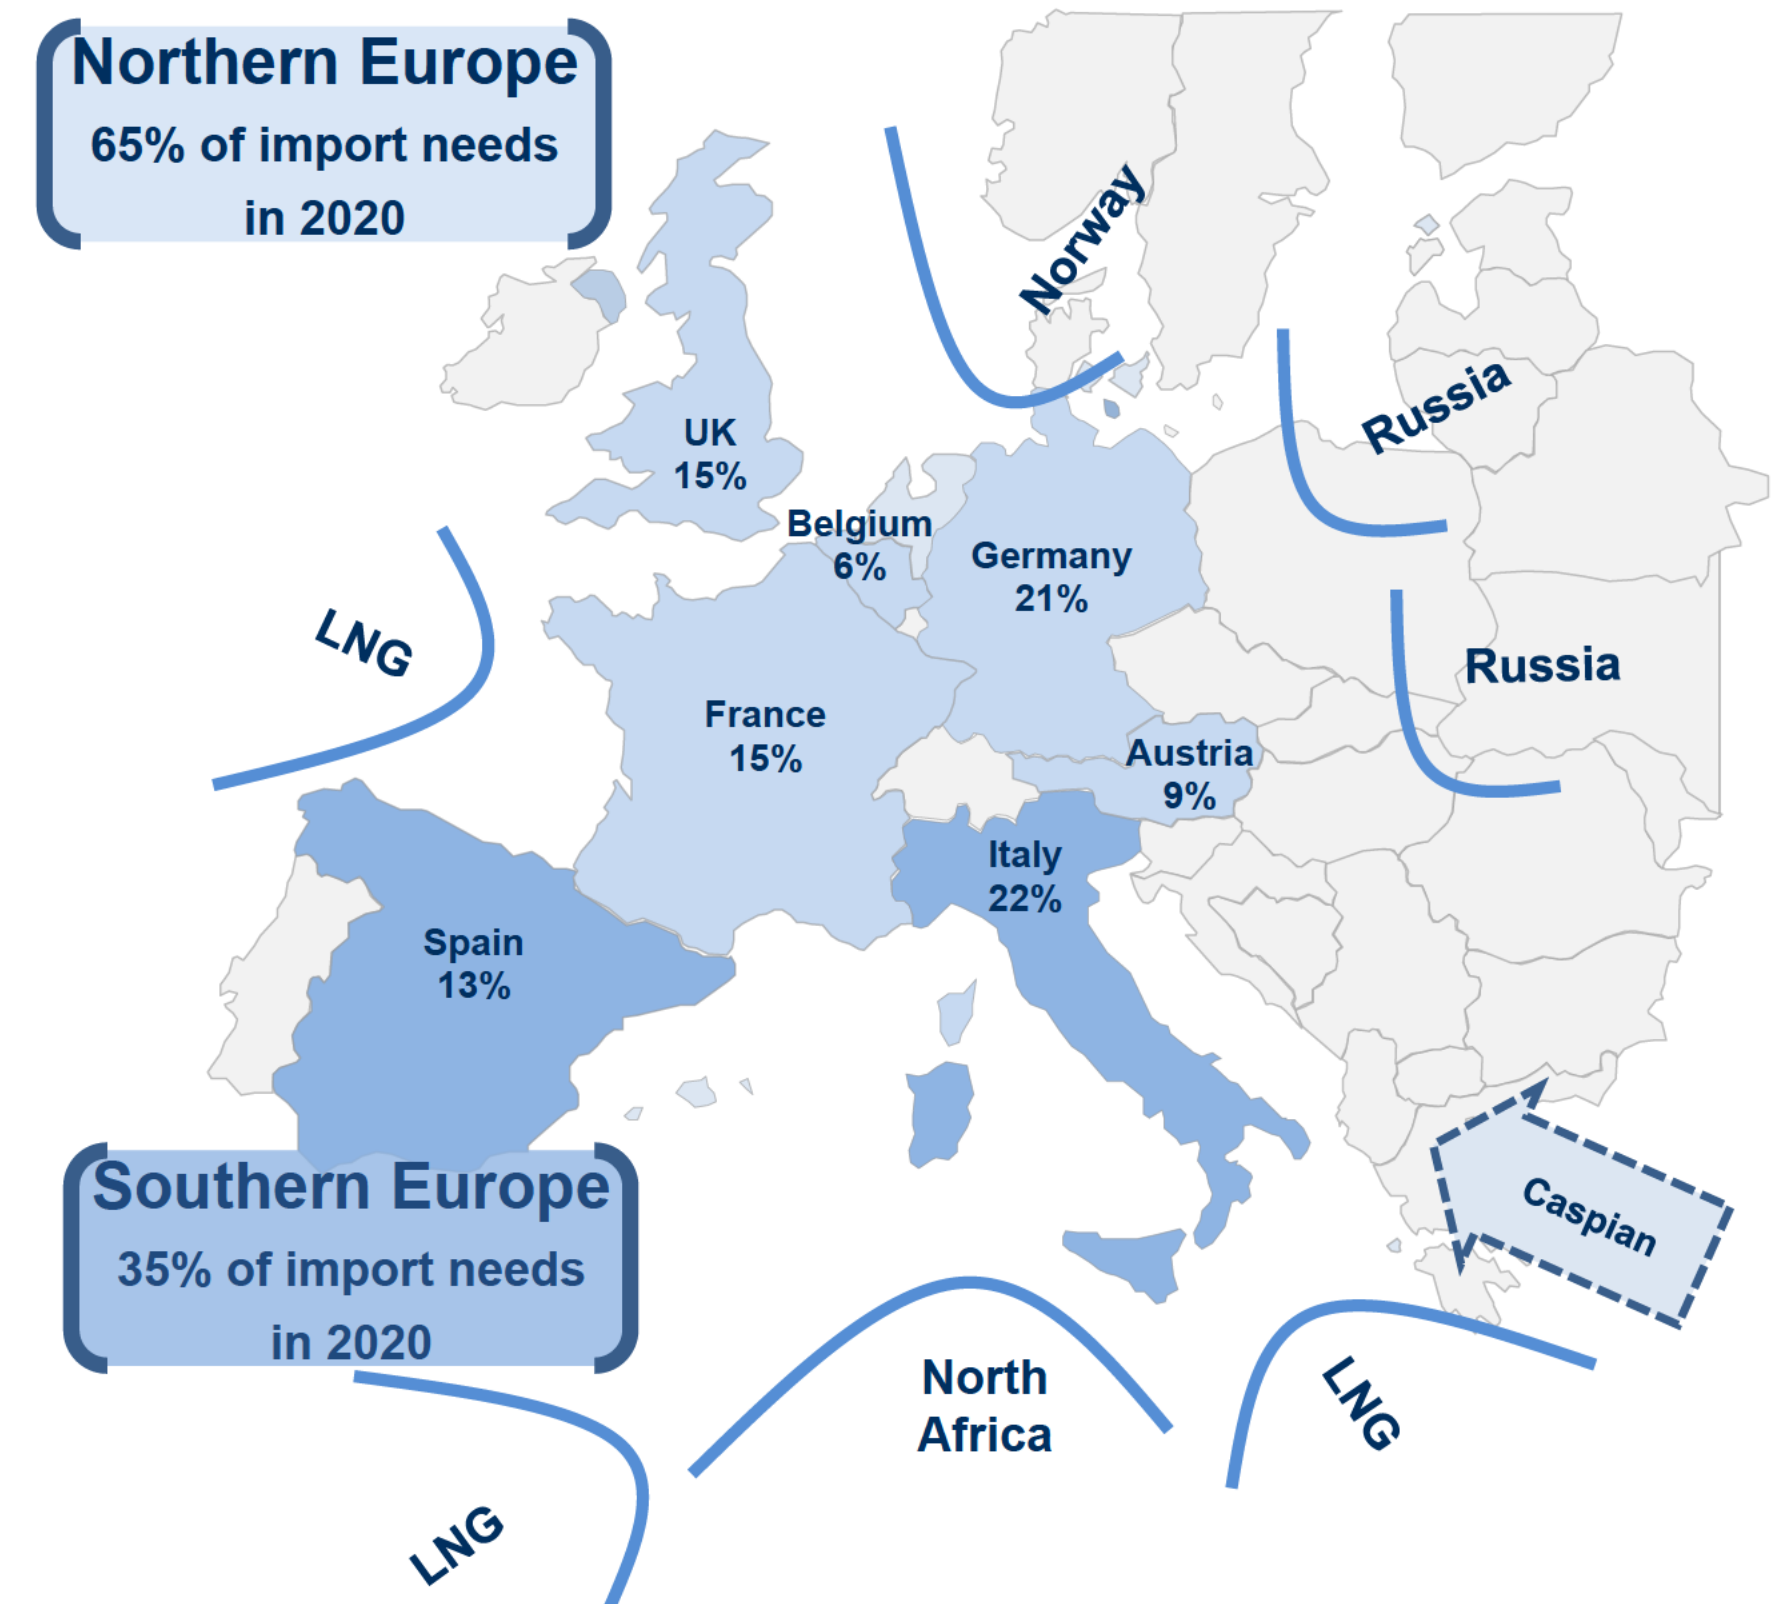 Northern Europe
65% of import needs
in 2020
Norway
Russia
UK
15%
Belgium
6%
Germany
21%
LNG
Russia
France
15%
Austria
9%
Italy
22%
Spain
13%
Southern Europe
35% of import needs
in 2020
Caspian
North
Africa
LNG
LNG